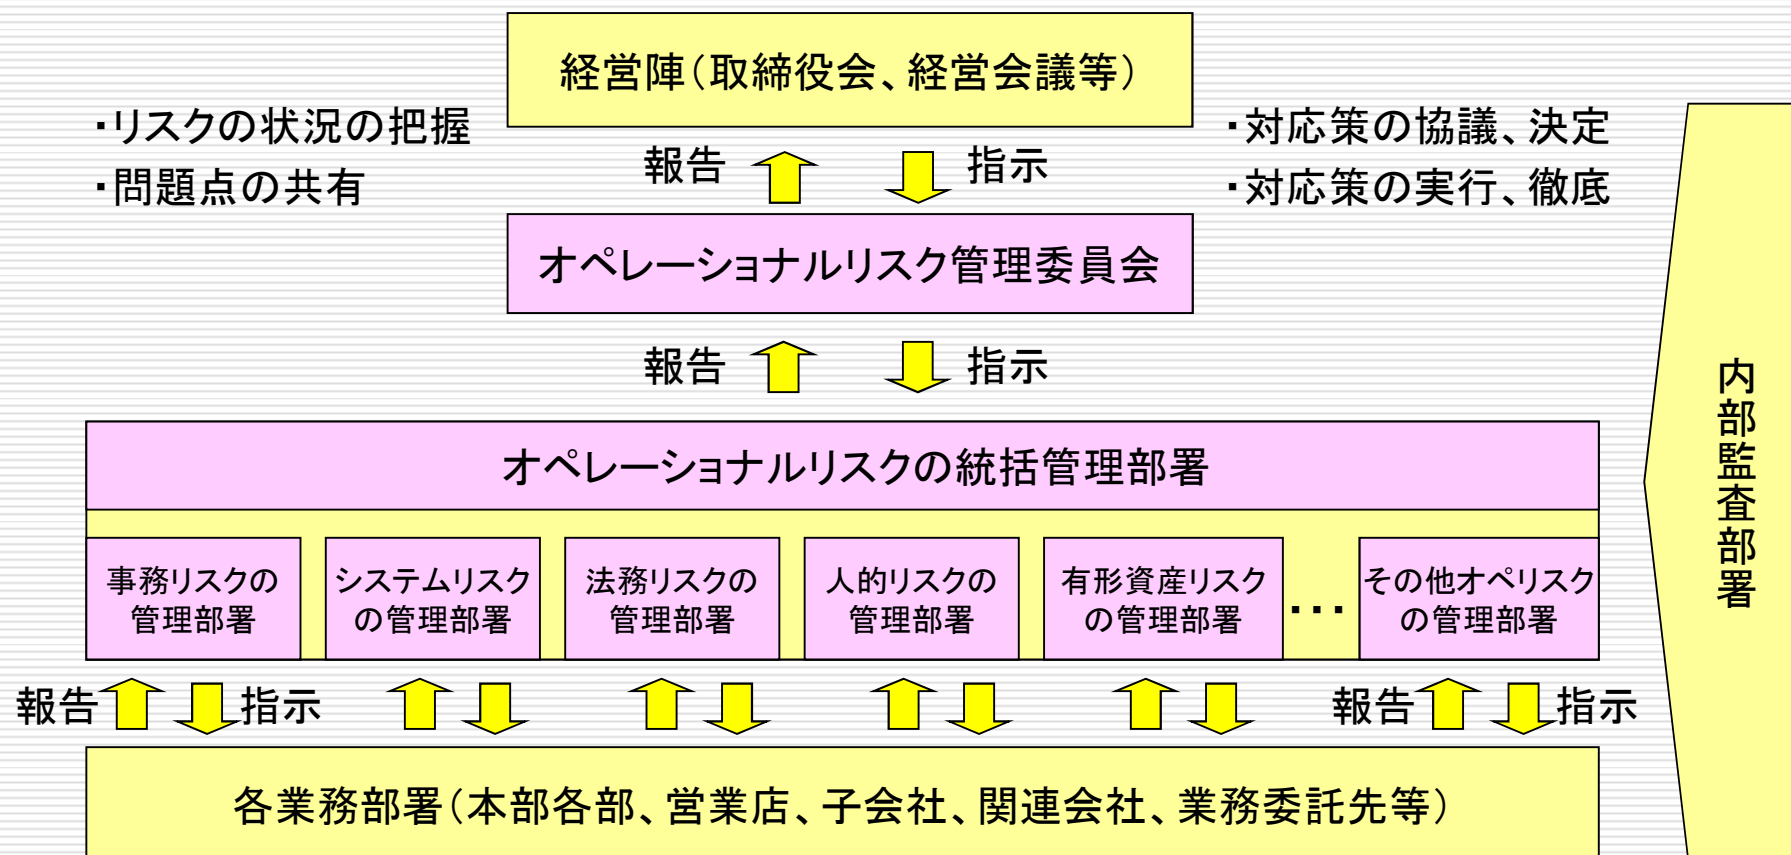 経営陣(取締役会、経営会議等)
・リスクの状況の把握
・問題点の共有
・対応策の協議、決定
・対応策の実行、徹底
報告
指示
オペレーショナルリスク管理委員会
報告
指示
オペレーショナルリスクの統括管理部署
事務リスクの
管理部署
システムリスク
の管理部署
法務リスクの
管理部署
人的リスクの
管理部署
有形資産リスク
の管理部署
・・・
その他オペリスク
の管理部署
報告
指示
報告
指示
各業務部署(本部各部、営業店、子会社、関連会社、業務委託先等)
内部監査部署